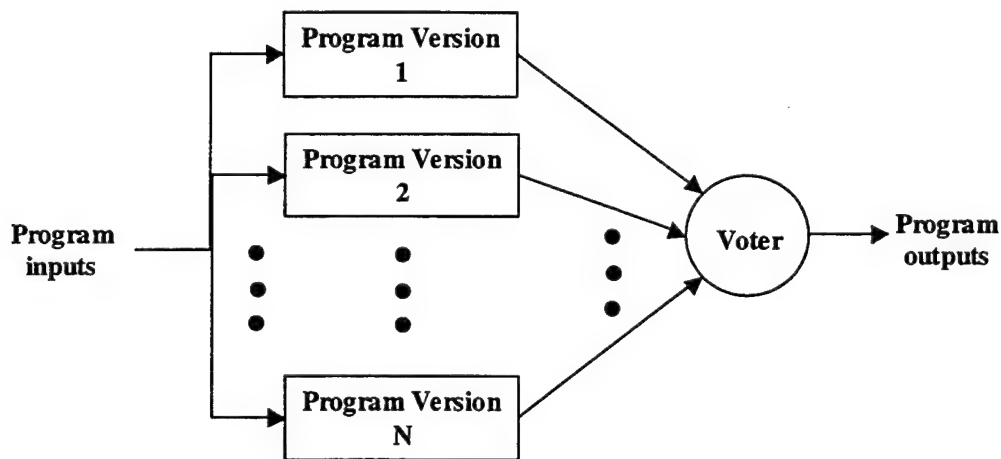 Program Version
1
Program Version
2
Program
inputs
Voter
Program
outputs
Program Version
N